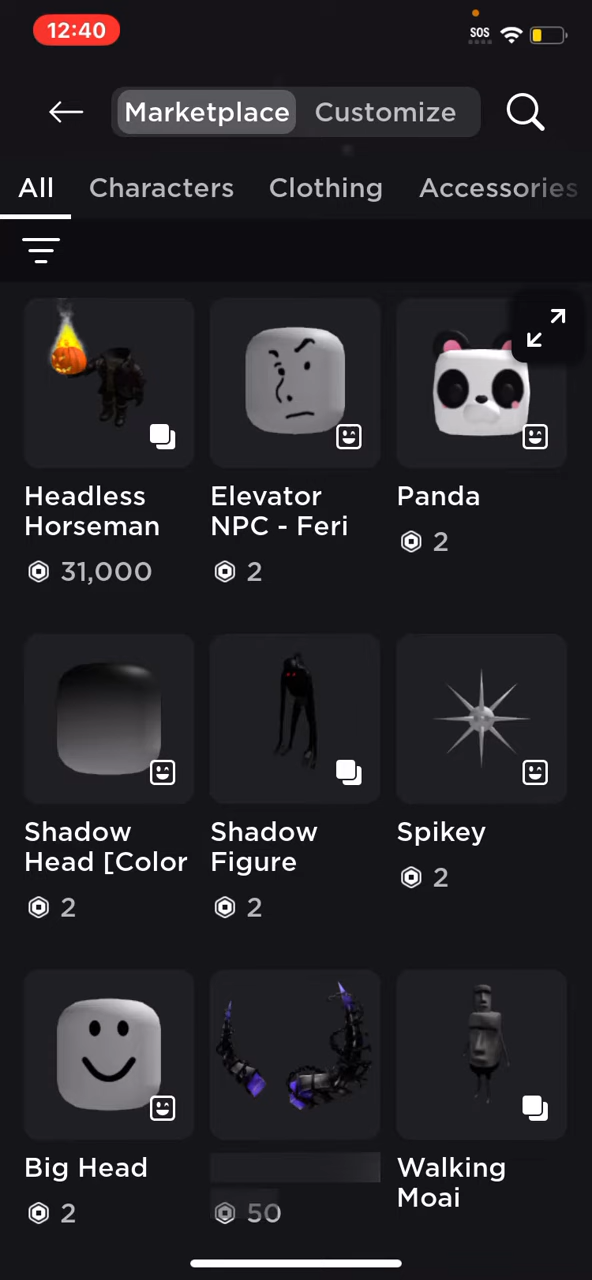 12:40
SOS
Marketplace
Customize
All
Characters
Clothing
Accessories
Headless
Horseman
31,000
Elevator
NPC - Feri
2
Panda
2
Shadow
Head [Color
2
Shadow
Figure
2
Spikey
2
Big Head
2
50
Walking
Moai